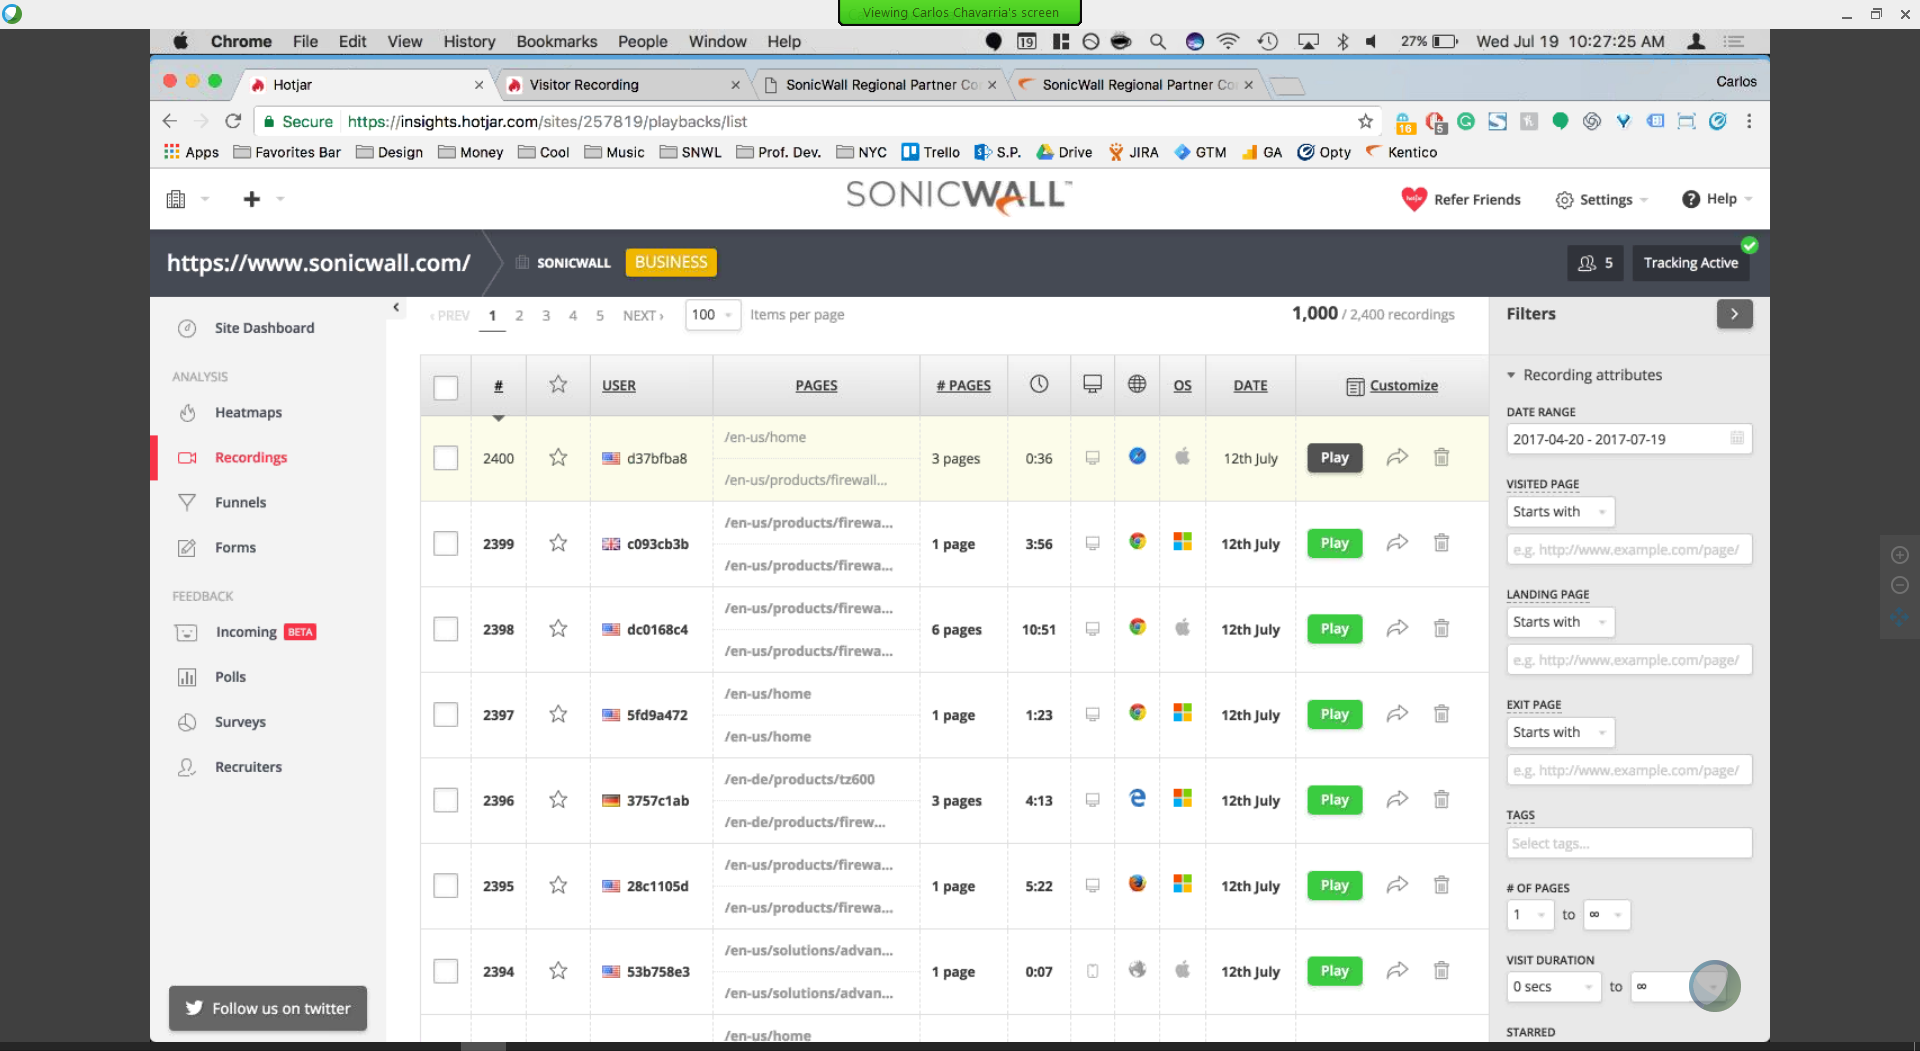 Viewing Carlos Chavarria's screen
Chrome File Edit View History Bookmarks People Window Help 19 27% Wed Jul 19 10:27:25 AM
Hotjar Visitor Recording SonicWall Regional Partner Co SonicWall Regional Partner Co Carlos
Secure https://insights.hotjar.com/sites/257819/playbacks/list 16 5
Apps Favorites Bar Design Money Cool Music SNWL Prof. Dev. NYC Trello S.P. Drive JIRA GTM GA Opty Kentico
SONICWALL™ Refer Friends Settings Help
https://www.sonicwall.com/ SONICWALL BUSINESS 5 Tracking Active
‹ PREV 1 2 3 4 5 NEXT › 100 Items per page 1,000 / 2,400 recordings
Site Dashboard
ANALYSIS
Heatmaps
Recordings
Funnels
Forms
FEEDBACK
Incoming BETA
Polls
Surveys
Recruiters
Follow us on twitter
# USER PAGES # PAGES OS DATE Customize
/en-us/home
2400 d37bfba8 3 pages 0:36 12th July Play
/en-us/products/firewall...
/en-us/products/firewa...
2399 c093cb3b 1 page 3:56 12th July Play
/en-us/products/firewa...
/en-us/products/firewa...
2398 dc0168c4 6 pages 10:51 12th July Play
/en-us/products/firewa...
/en-us/home
2397 5fd9a472 1 page 1:23 12th July Play
/en-us/home
/en-de/products/tz600
2396 3757c1ab 3 pages 4:13 12th July Play
/en-de/products/firew...
/en-us/products/firewa...
2395 28c1105d 1 page 5:22 12th July Play
/en-us/products/firewa...
/en-us/solutions/advan...
2394 53b758e3 1 page 0:07 12th July Play
/en-us/solutions/advan...
/en-us/home
Filters
Recording attributes
DATE RANGE
2017-04-20 - 2017-07-19
VISITED PAGE
Starts with
e.g. http://www.example.com/page/
LANDING PAGE
Starts with
e.g. http://www.example.com/page/
EXIT PAGE
Starts with
e.g. http://www.example.com/page/
TAGS
Select tags...
# OF PAGES
1 to ∞
VISIT DURATION
0 secs to ∞
STARRED